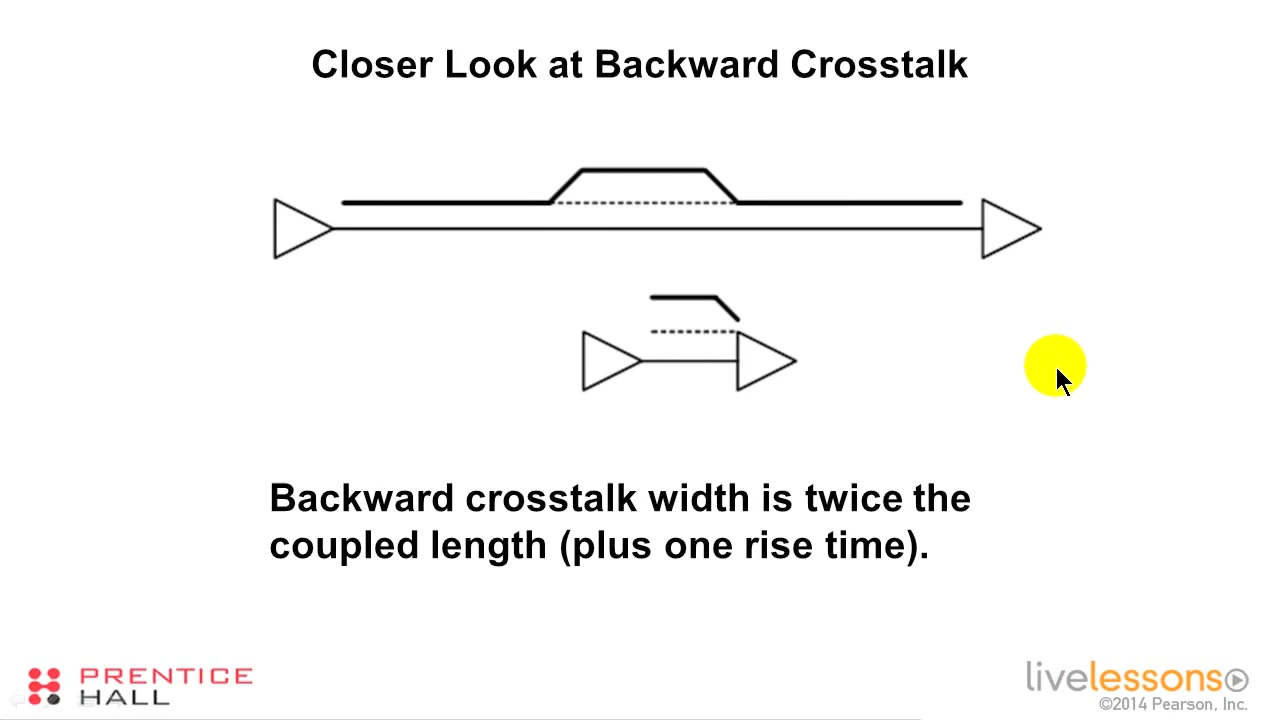 Closer Look at Backward Crosstalk
Backward crosstalk width is twice the
coupled length (plus one rise time).
PRENTICE
HALL
livelessons
©2014 Pearson, Inc.